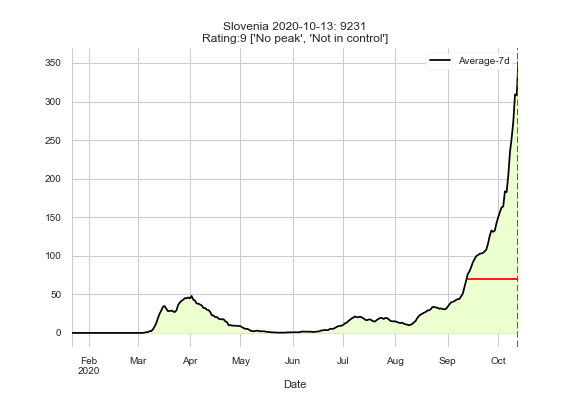 Slovenia 2020-10-13: 9231
Rating:9 ['No peak', 'Not in control']
Average-7d
350
300
250
200
150
100
50
0
Feb Mar Apr May Jun Jul Aug Sep Oct
2020
Date